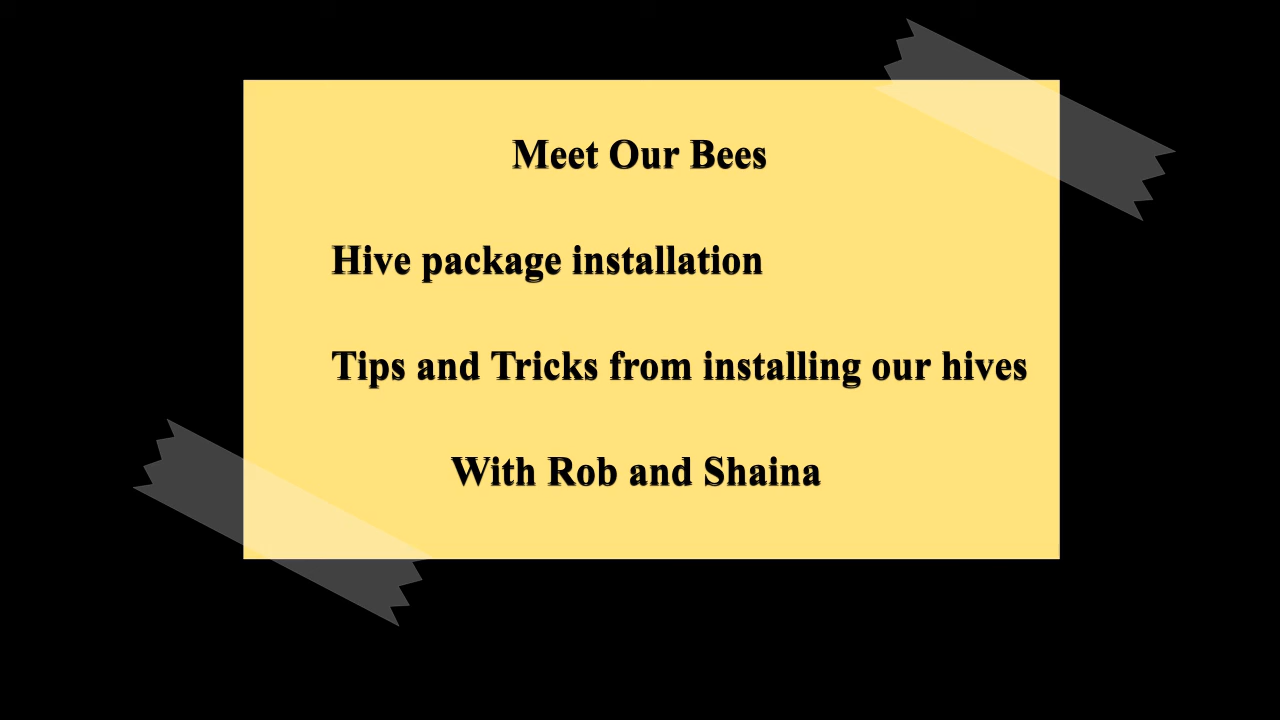 Meet Our Bees
Hive package installation
Tips and Tricks from installing our hives
With Rob and Shaina